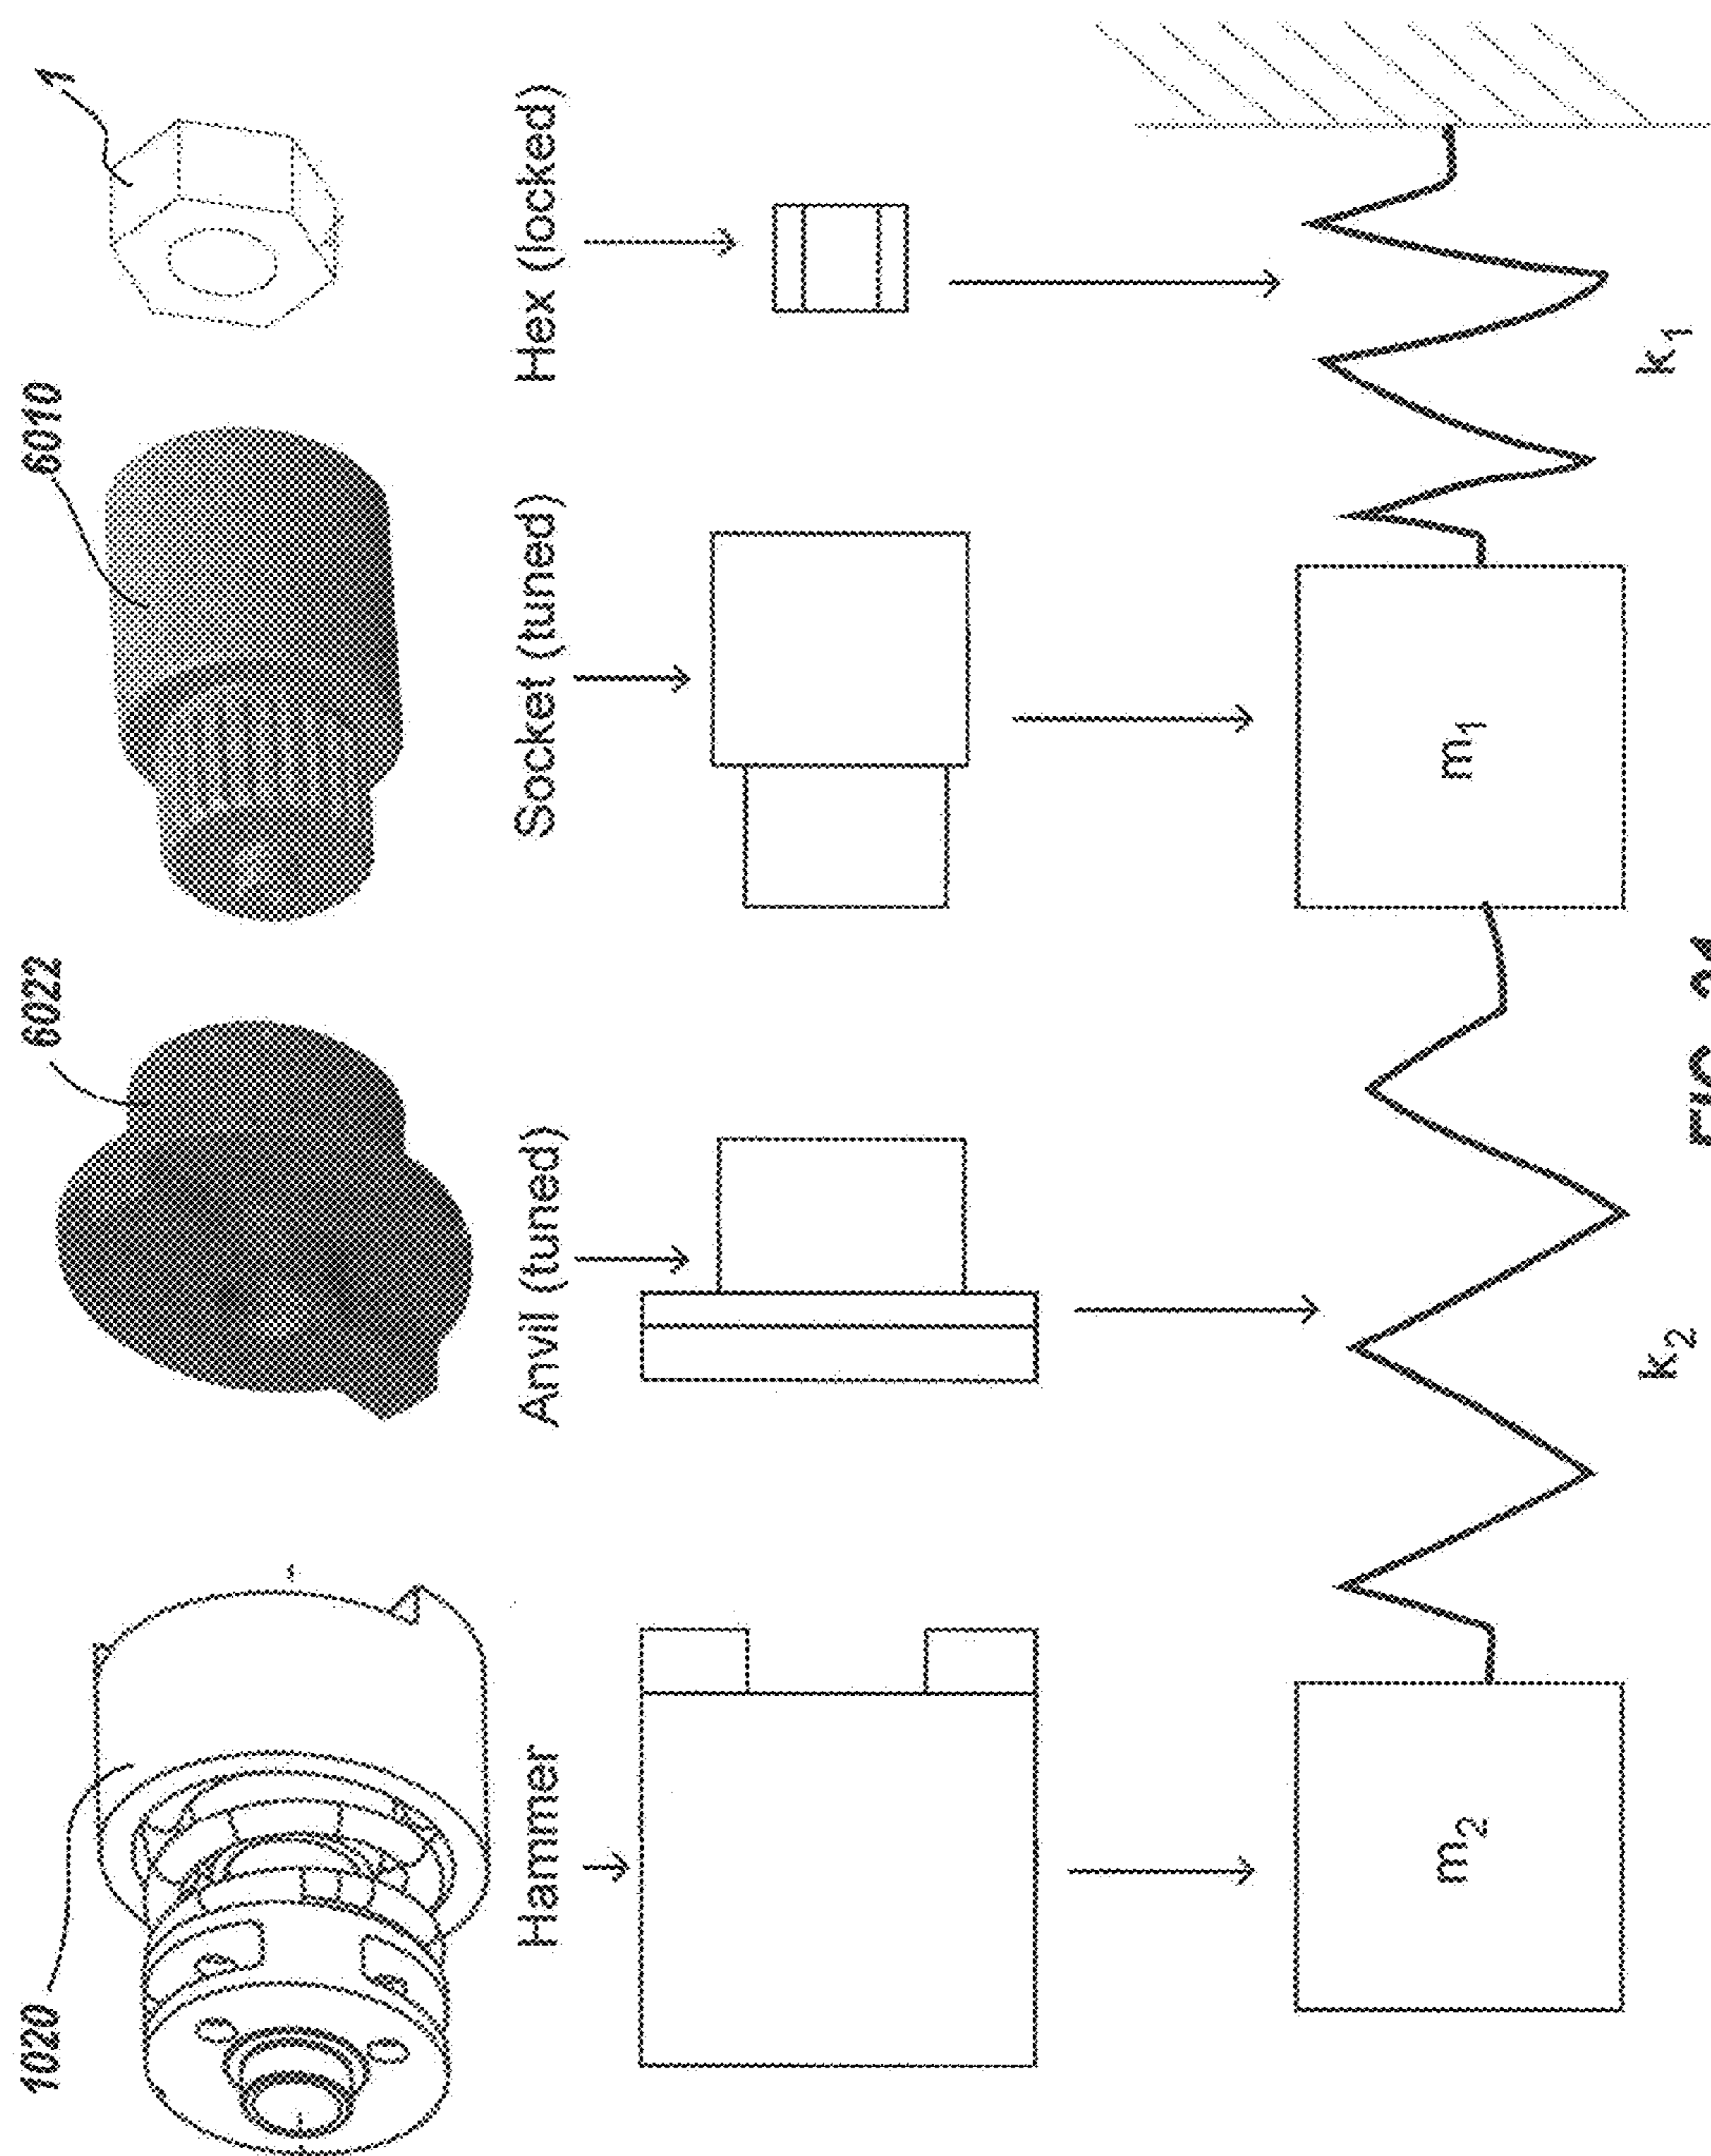 1020
6022
6010
1
Hammer
Anvil (tuned)
Socket (tuned)
Hex (locked)
m2
m1
k2
k1